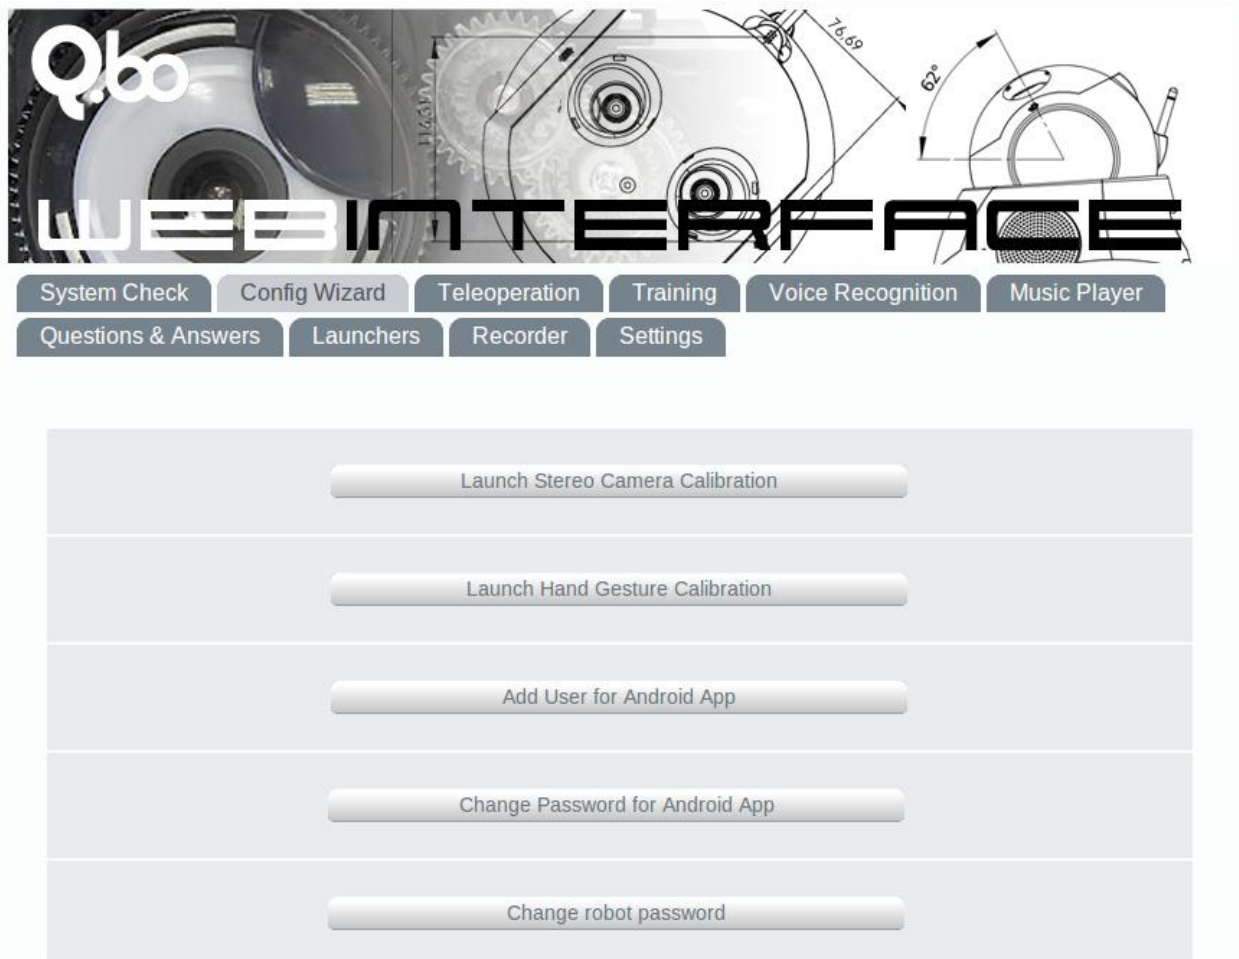 Qbo
76,69
62°
114,31
WEBINTERFACE
System Check Config Wizard Teleoperation Training Voice Recognition Music Player
Questions & Answers Launchers Recorder Settings
Launch Stereo Camera Calibration
Launch Hand Gesture Calibration
Add User for Android App
Change Password for Android App
Change robot password